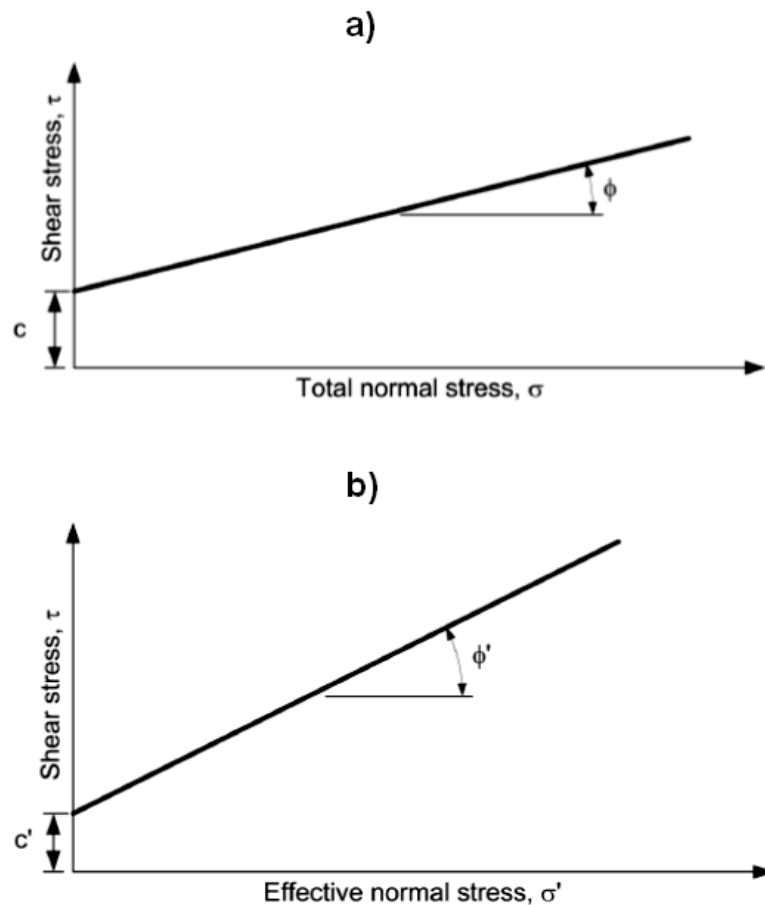 a)
Shear stress, τ
ϕ
c
Total normal stress, σ
b)
Shear stress, τ
ϕ'
c'
Effective normal stress, σ'